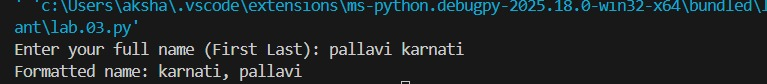 ' 'c:\Users\aksha\.vscode\extensions\ms-python.debugpy-2025.18.0-win32-x64\bundled\l
ant\lab.03.py'
Enter your full name (First Last): pallavi karnati
Formatted name: karnati, pallavi